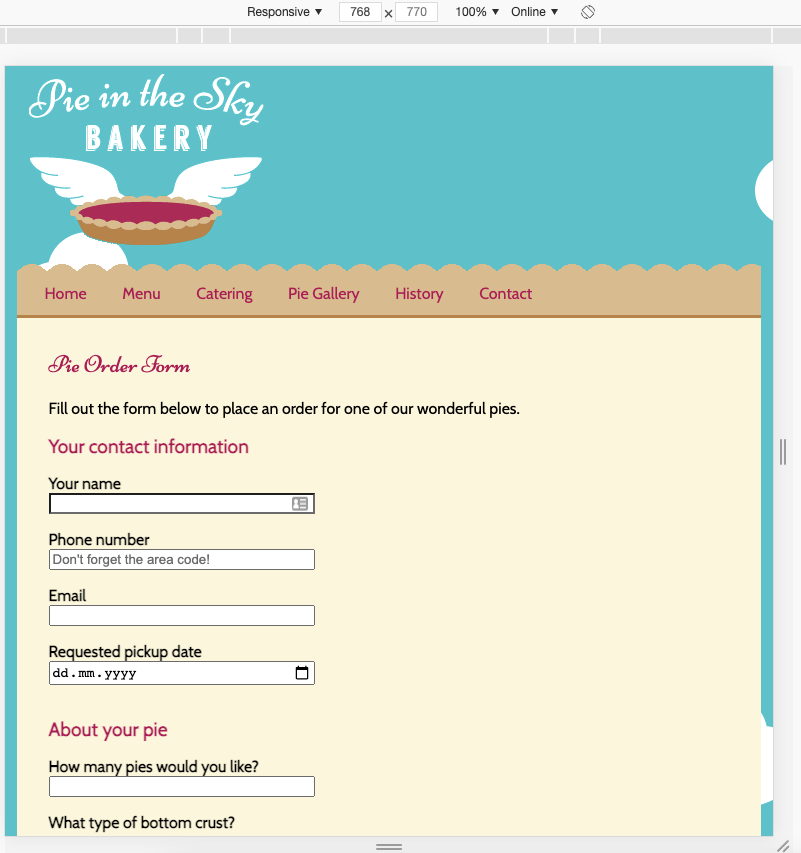 Responsive ▼ 768 × 770 100% ▼ Online ▼
Pie in the Sky
BAKERY
Home Menu Catering Pie Gallery History Contact
Pie Order Form
Fill out the form below to place an order for one of our wonderful pies.
Your contact information
Your name
Phone number
Don't forget the area code!
Email
Requested pickup date
dd.mm.yyyy
About your pie
How many pies would you like?
What type of bottom crust?